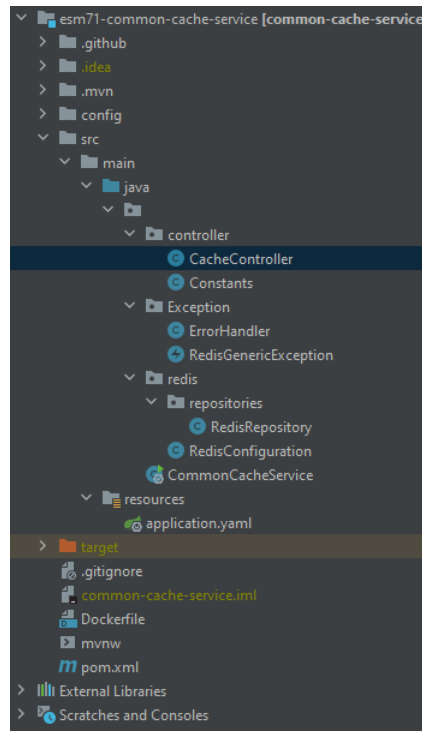 esm71-common-cache-service [common-cache-service
.github
.idea
.mvn
config
src
main
java
controller
CacheController
Constants
Exception
ErrorHandler
RedisGenericException
redis
repositories
RedisRepository
RedisConfiguration
CommonCacheService
resources
application.yaml
target
.gitignore
common-cache-service.iml
Dockerfile
mvnw
pom.xml
External Libraries
Scratches and Consoles